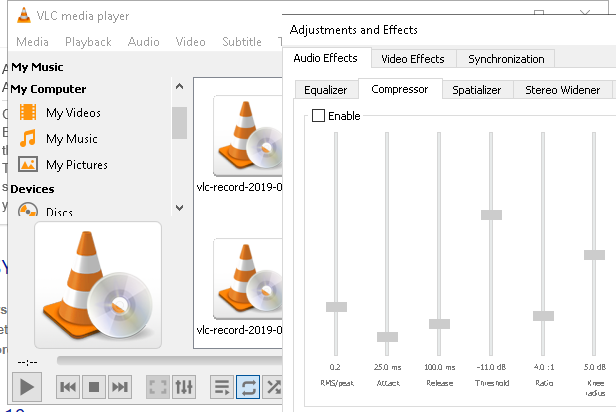 VLC media player
Media Playback Audio Video Subtitle
My Music
My Computer
My Videos
My Music
My Pictures
Devices
Discs
vlc-record-2019-0
vlc-record-2019-0
--:--
Adjustments and Effects
Audio Effects Video Effects Synchronization
Equalizer Compressor Spatializer Stereo Widener
Enable
0.2 25.0 ms 100.0 ms -11.0 dB 4.0 :1 5.0 dB
RMS/peak Attack Release Threshold Ratio Knee
radius